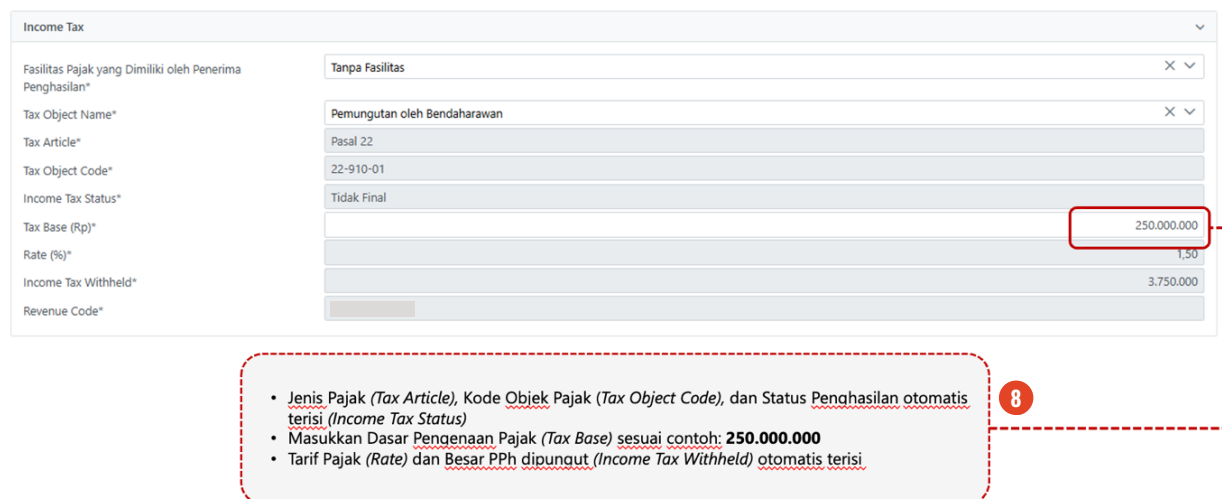 Income Tax
Fasilitas Pajak yang Dimiliki oleh Penerima
Penghasilan*
Tanpa Fasilitas
Tax Object Name*
Pemungutan oleh Bendaharawan
Tax Article*
Pasal 22
Tax Object Code*
22-910-01
Income Tax Status*
Tidak Final
Tax Base (Rp)*
250.000.000
Rate (%)*
1,50
Income Tax Withheld*
3.750.000
Revenue Code*
• Jenis Pajak (Tax Article), Kode Objek Pajak (Tax Object Code), dan Status Penghasilan otomatis
terisi (Income Tax Status)
• Masukkan Dasar Pengenaan Pajak (Tax Base) sesuai contoh: 250.000.000
• Tarif Pajak (Rate) dan Besar PPh dipungut (Income Tax Withheld) otomatis terisi
8